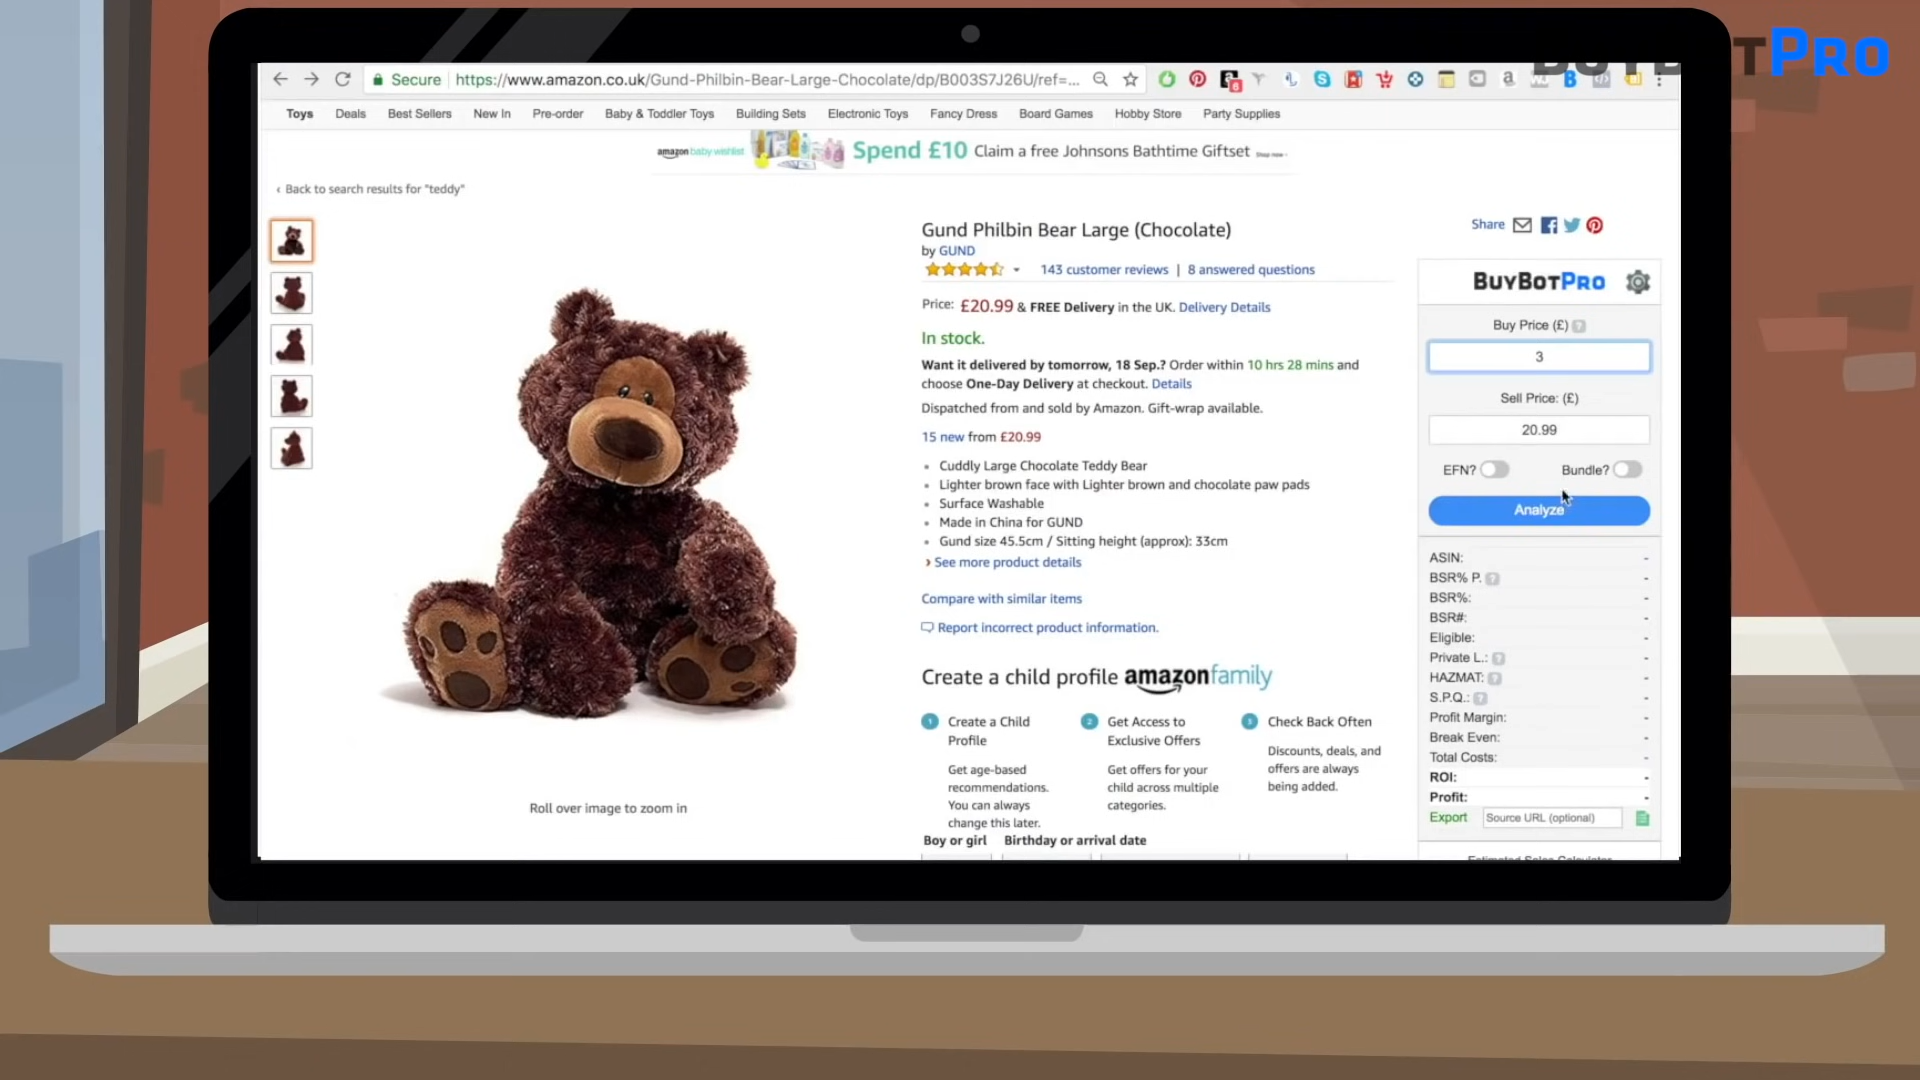 BUYBOTPRO
Secure https://www.amazon.co.uk/Gund-Philbin-Bear-Large-Chocolate/dp/B003S7J26U/ref=...
Toys Deals Best Sellers New In Pre-order Baby & Toddler Toys Building Sets Electronic Toys Fancy Dress Board Games Hobby Store Party Supplies
amazon baby wishlist Spend £10 Claim a free Johnsons Bathtime Giftset Shop now
‹ Back to search results for "teddy"
Gund Philbin Bear Large (Chocolate)
by GUND
143 customer reviews | 8 answered questions
Price: £20.99 & FREE Delivery in the UK. Delivery Details
In stock.
Want it delivered by tomorrow, 18 Sep.? Order within 10 hrs 28 mins and
choose One-Day Delivery at checkout. Details
Dispatched from and sold by Amazon. Gift-wrap available.
15 new from £20.99
Cuddly Large Chocolate Teddy Bear
Lighter brown face with Lighter brown and chocolate paw pads
Surface Washable
Made in China for GUND
Gund size 45.5cm / Sitting height (approx): 33cm
› See more product details
Compare with similar items
Report incorrect product information.
Create a child profile amazonfamily
1 Create a Child
Profile
Get age-based
recommendations.
You can always
change this later.
2 Get Access to
Exclusive Offers
Get offers for your
child across multiple
categories.
3 Check Back Often
Discounts, deals, and
offers are always
being added.
Boy or girl Birthday or arrival date
Roll over image to zoom in
Share
BUYBOTPRO
Buy Price (£) ?
3
Sell Price: (£)
20.99
EFN? Bundle?
Analyze
ASIN: -
BSR% P. ? -
BSR%: -
BSR#: -
Eligible: -
Private L.: ? -
HAZMAT: ? -
S.P.Q.: ? -
Profit Margin: -
Break Even: -
Total Costs: -
ROI: -
Profit: -
Export Source URL (optional)
Estimated Sales Calculator